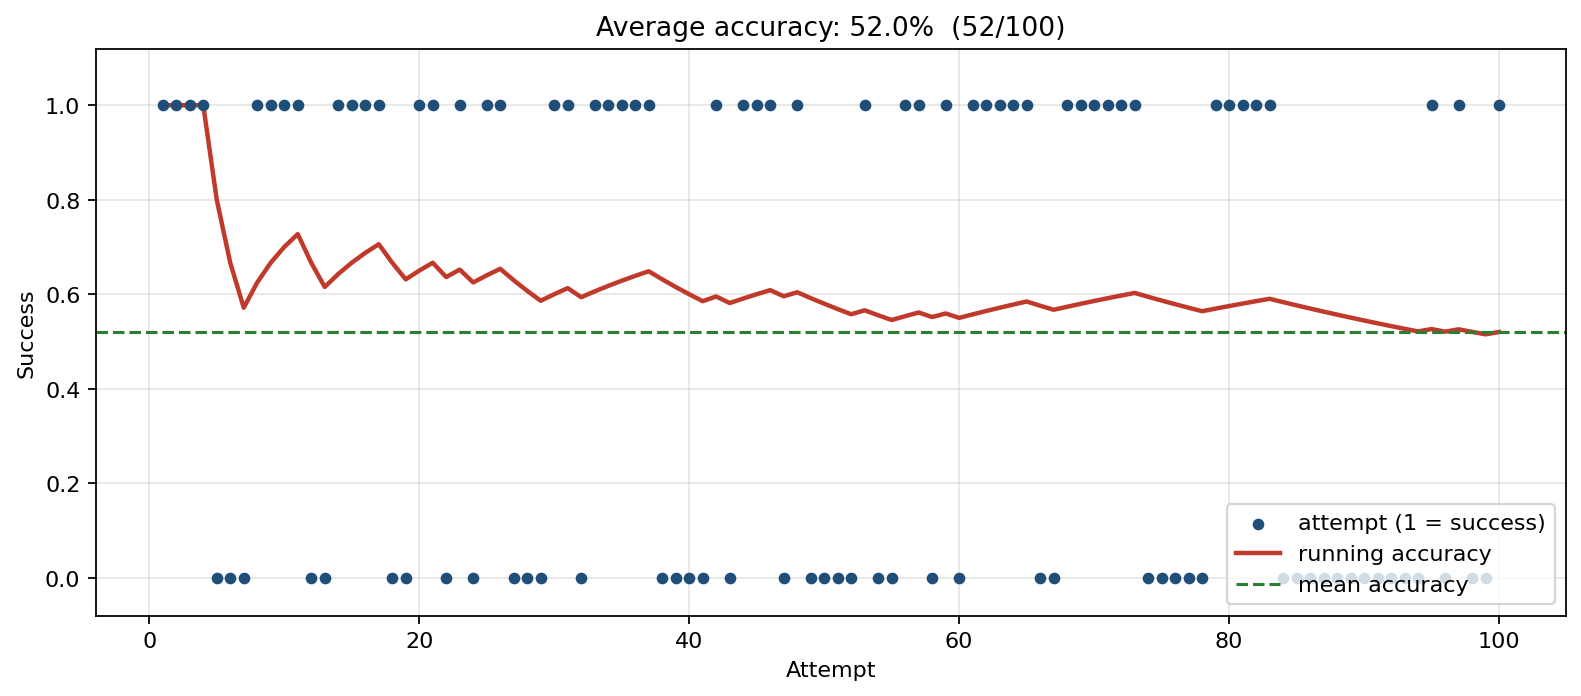 Average accuracy: 52.0%  (52/100)
1.0
0.8
0.6
0.4
0.2
0.0
Success
attempt (1 = success)
running accuracy
mean accuracy
0 20 40 60 80 100
Attempt